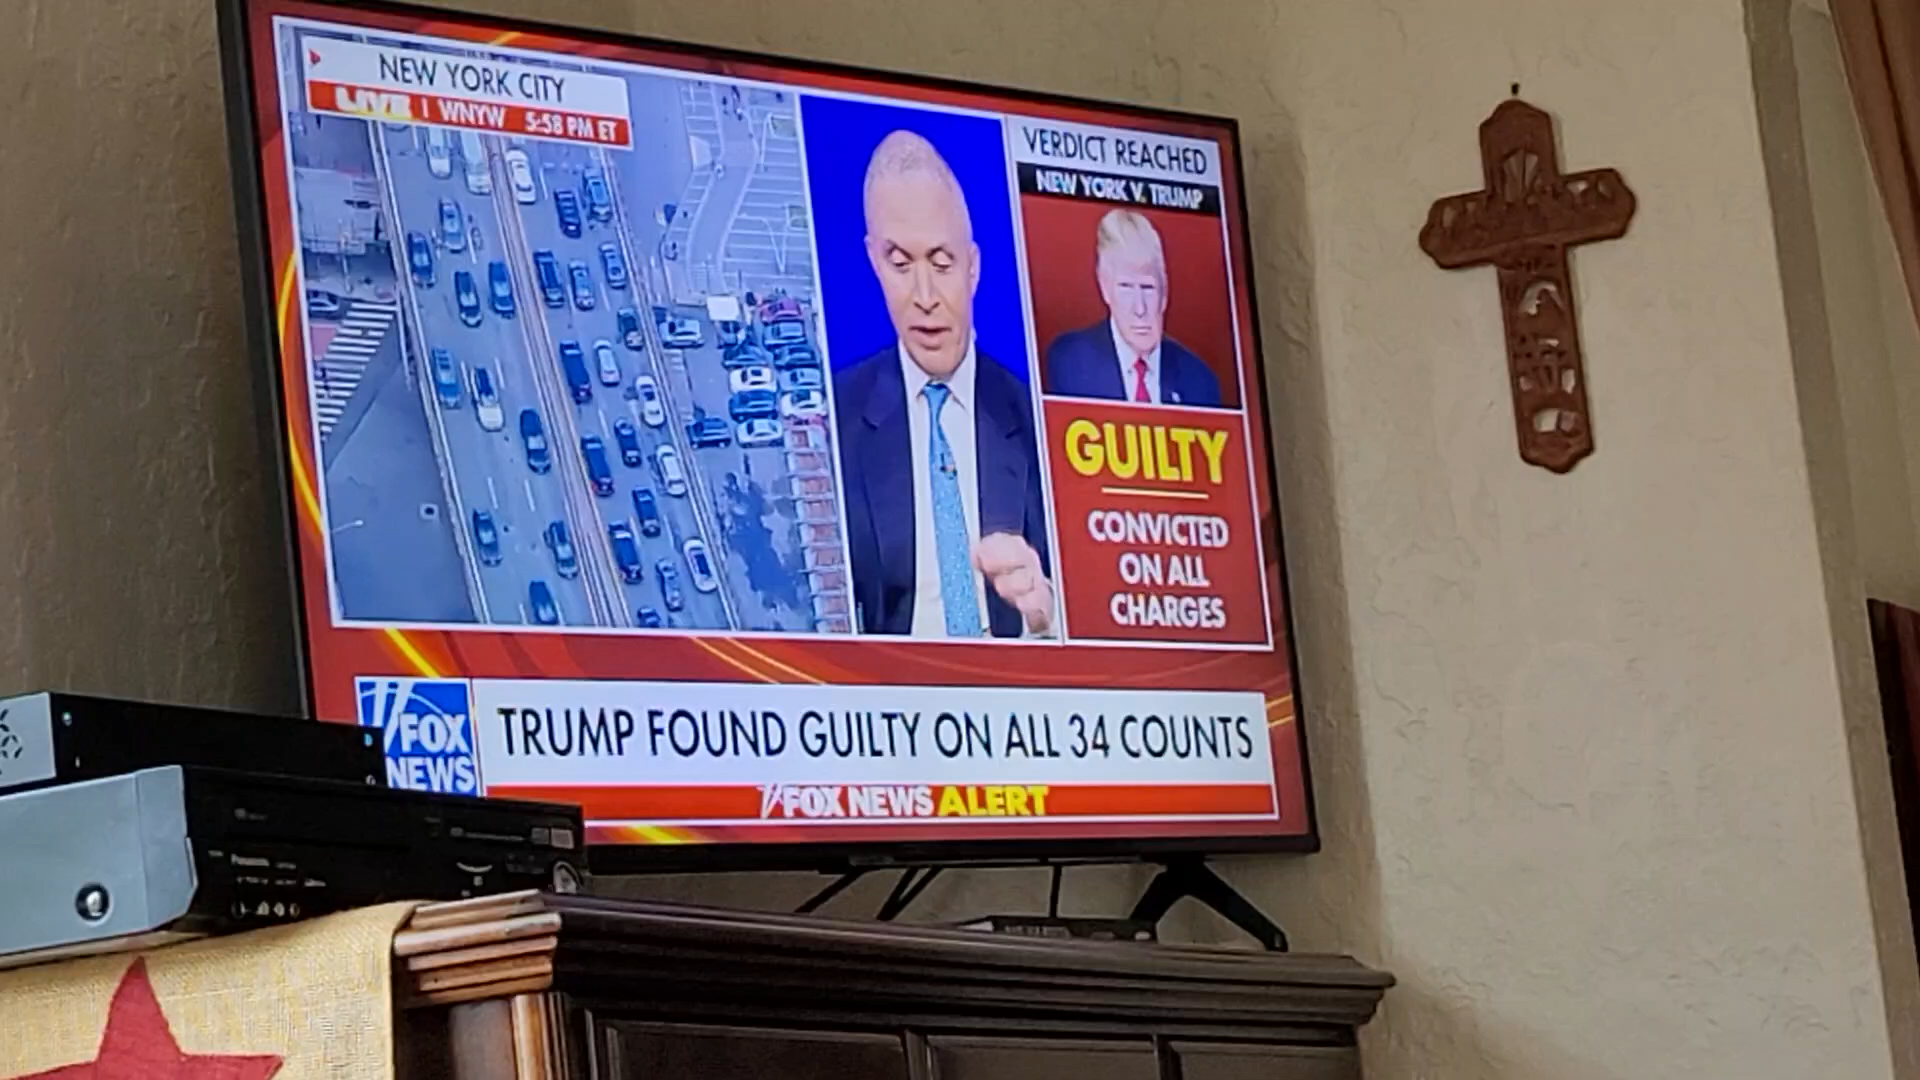 NEW YORK CITY
LIVE | WNYW 5:58 PM ET
VERDICT REACHED
NEW YORK V. TRUMP
GUILTY
CONVICTED
ON ALL
CHARGES
FOX
NEWS
TRUMP FOUND GUILTY ON ALL 34 COUNTS
FOX NEWS ALERT
Panasonic